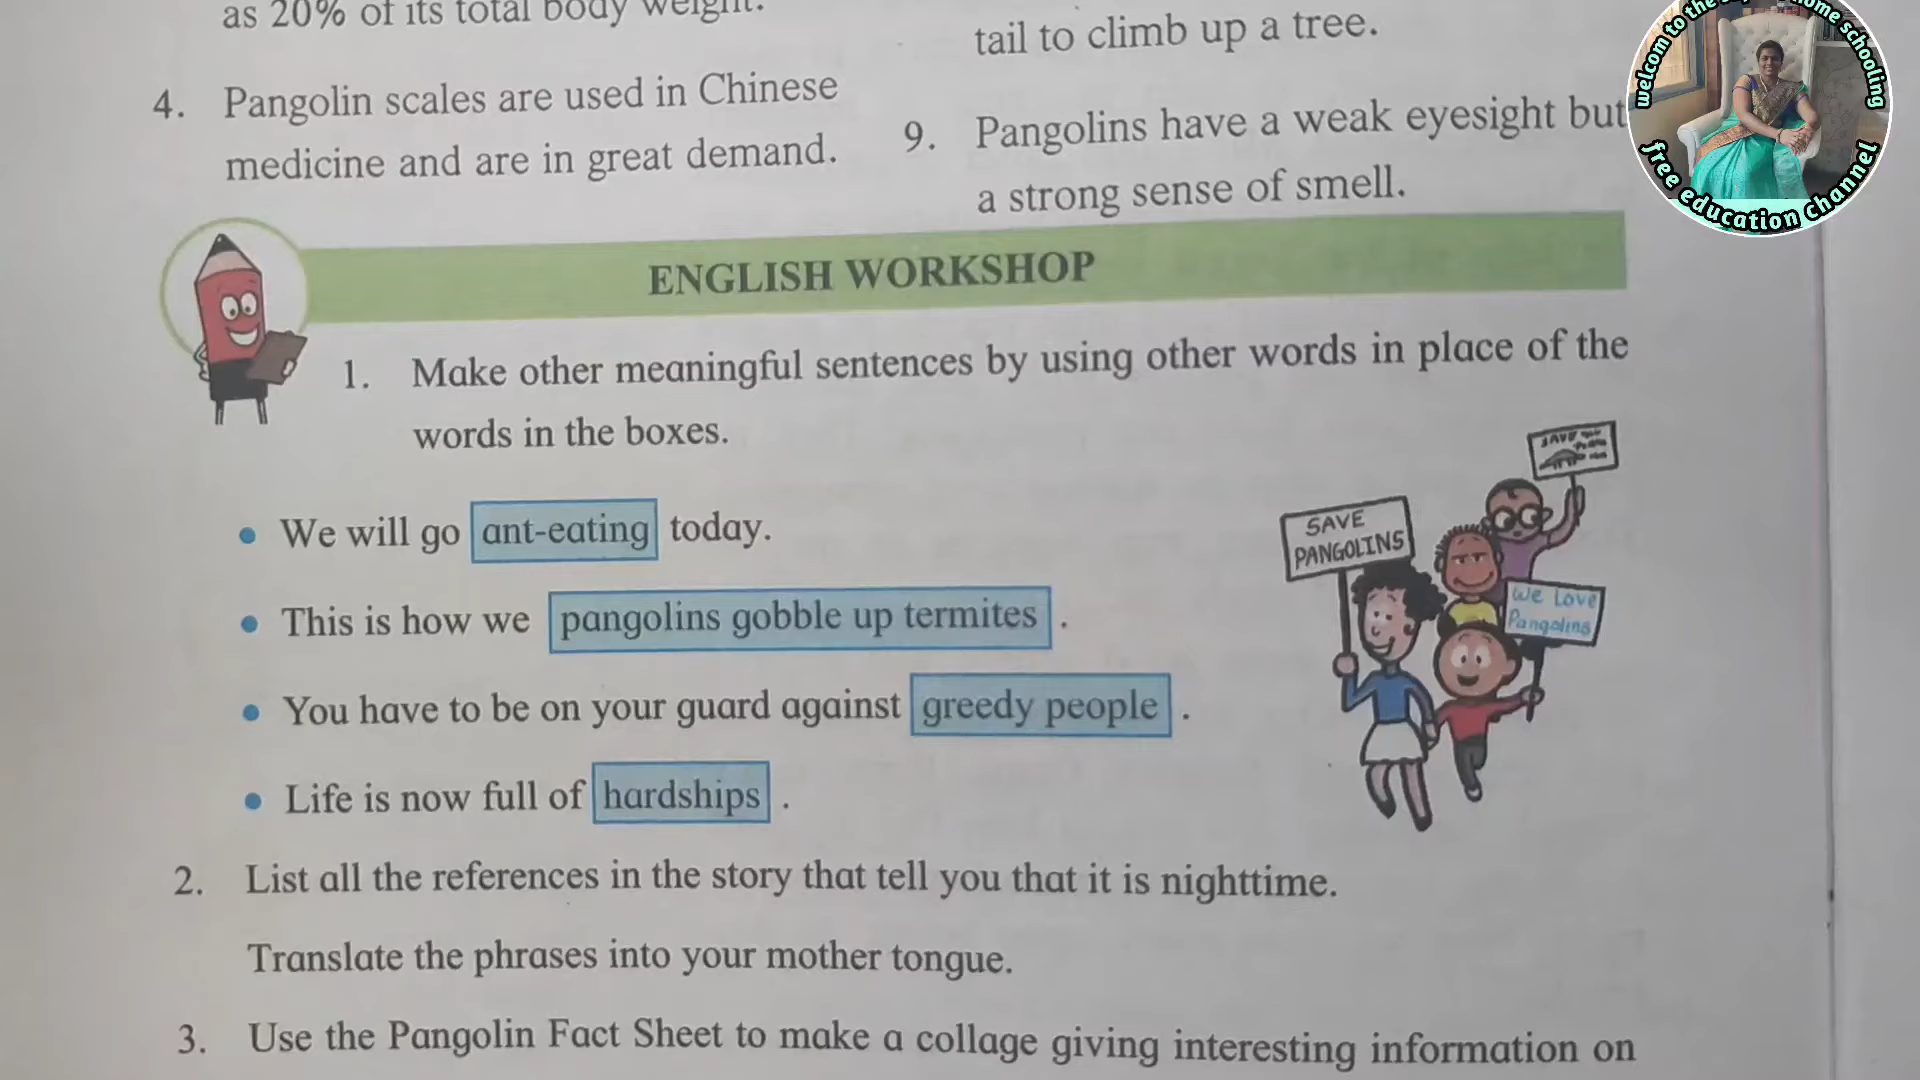 as 20% of its total body weight.
4. Pangolin scales are used in Chinese
medicine and are in great demand.
tail to climb up a tree.
9. Pangolins have a weak eyesight but
a strong sense of smell.
welcom to the
home schooling
free education channel
ENGLISH WORKSHOP
1. Make other meaningful sentences by using other words in place of the
words in the boxes.
• We will go ant-eating today.
• This is how we pangolins gobble up termites .
• You have to be on your guard against greedy people .
• Life is now full of hardships .
SAVE
SAVE
PANGOLINS
We Love
Pangolins
2. List all the references in the story that tell you that it is nighttime.
Translate the phrases into your mother tongue.
3. Use the Pangolin Fact Sheet to make a collage giving interesting information on